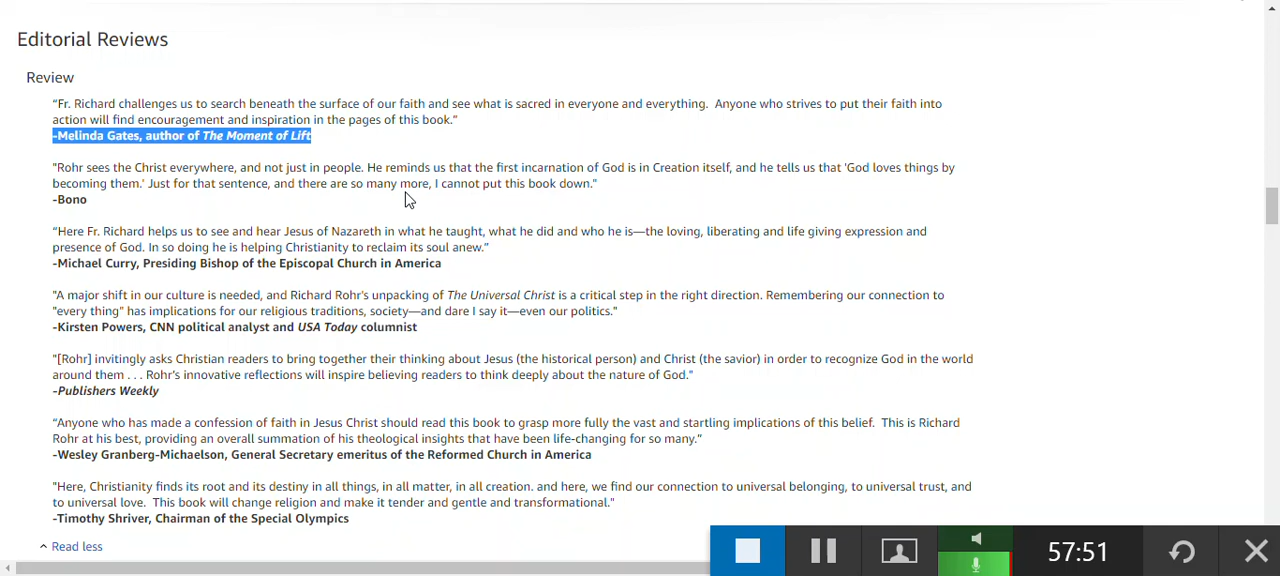 Editorial Reviews
Review
“Fr. Richard challenges us to search beneath the surface of our faith and see what is sacred in everyone and everything.  Anyone who strives to put their faith into
action will find encouragement and inspiration in the pages of this book.”
-Melinda Gates, author of The Moment of Lift
"Rohr sees the Christ everywhere, and not just in people. He reminds us that the first incarnation of God is in Creation itself, and he tells us that 'God loves things by
becoming them.' Just for that sentence, and there are so many more, I cannot put this book down."
-Bono
“Here Fr. Richard helps us to see and hear Jesus of Nazareth in what he taught, what he did and who he is—the loving, liberating and life giving expression and
presence of God. In so doing he is helping Christianity to reclaim its soul anew.”
-Michael Curry, Presiding Bishop of the Episcopal Church in America
"A major shift in our culture is needed, and Richard Rohr's unpacking of The Universal Christ is a critical step in the right direction. Remembering our connection to
"every thing" has implications for our religious traditions, society—and dare I say it—even our politics."
-Kirsten Powers, CNN political analyst and USA Today columnist
"[Rohr] invitingly asks Christian readers to bring together their thinking about Jesus (the historical person) and Christ (the savior) in order to recognize God in the world
around them . . . Rohr’s innovative reflections will inspire believing readers to think deeply about the nature of God."
-Publishers Weekly
“Anyone who has made a confession of faith in Jesus Christ should read this book to grasp more fully the vast and startling implications of this belief.  This is Richard
Rohr at his best, providing an overall summation of his theological insights that have been life-changing for so many.”
-Wesley Granberg-Michaelson, General Secretary emeritus of the Reformed Church in America
"Here, Christianity finds its root and its destiny in all things, in all matter, in all creation. and here, we find our connection to universal belonging, to universal trust, and
to universal love.  This book will change religion and make it tender and gentle and transformational."
-Timothy Shriver, Chairman of the Special Olympics
Read less
57:51